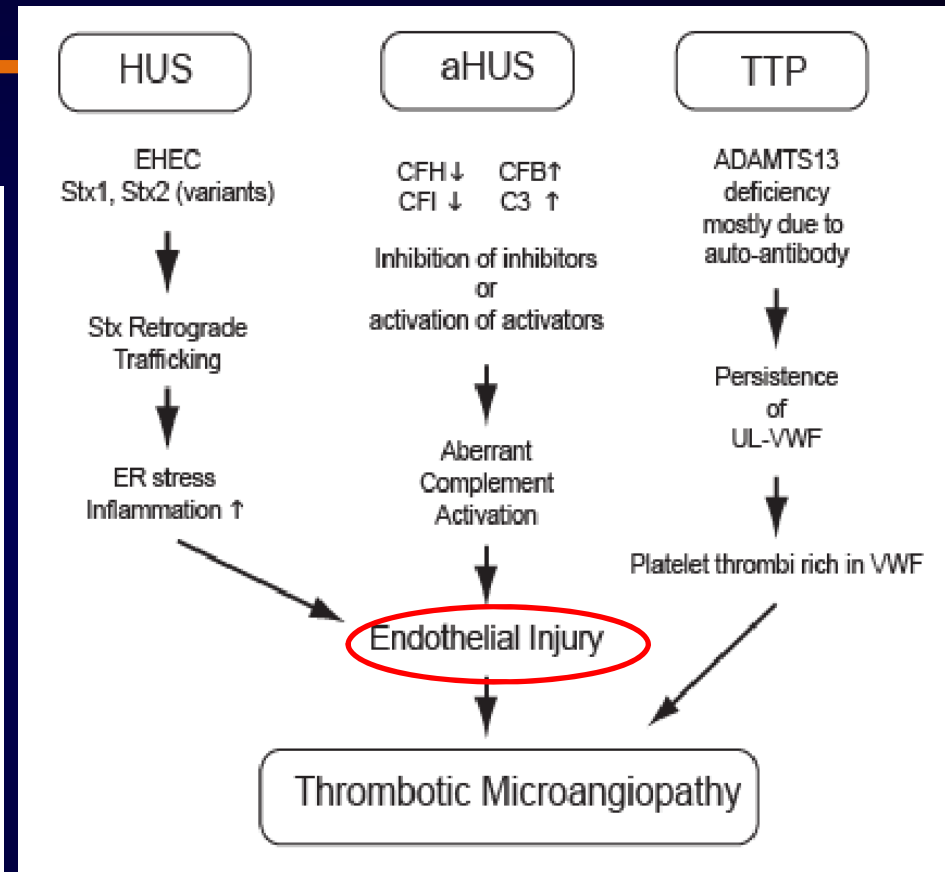 HUS
EHEC
Stx1, Stx2 (variants)
Stx Retrograde
Trafficking
ER stress
Inflammation ↑
aHUS
CFH↓ CFB↑
CFI ↓ C3 ↑
Inhibition of inhibitors
or
activation of activators
Aberrant
Complement
Activation
Endothelial Injury
TTP
ADAMTS13
deficiency
mostly due to
auto-antibody
Persistence
of
UL-VWF
Platelet thrombi rich in VWF
Thrombotic Microangiopathy